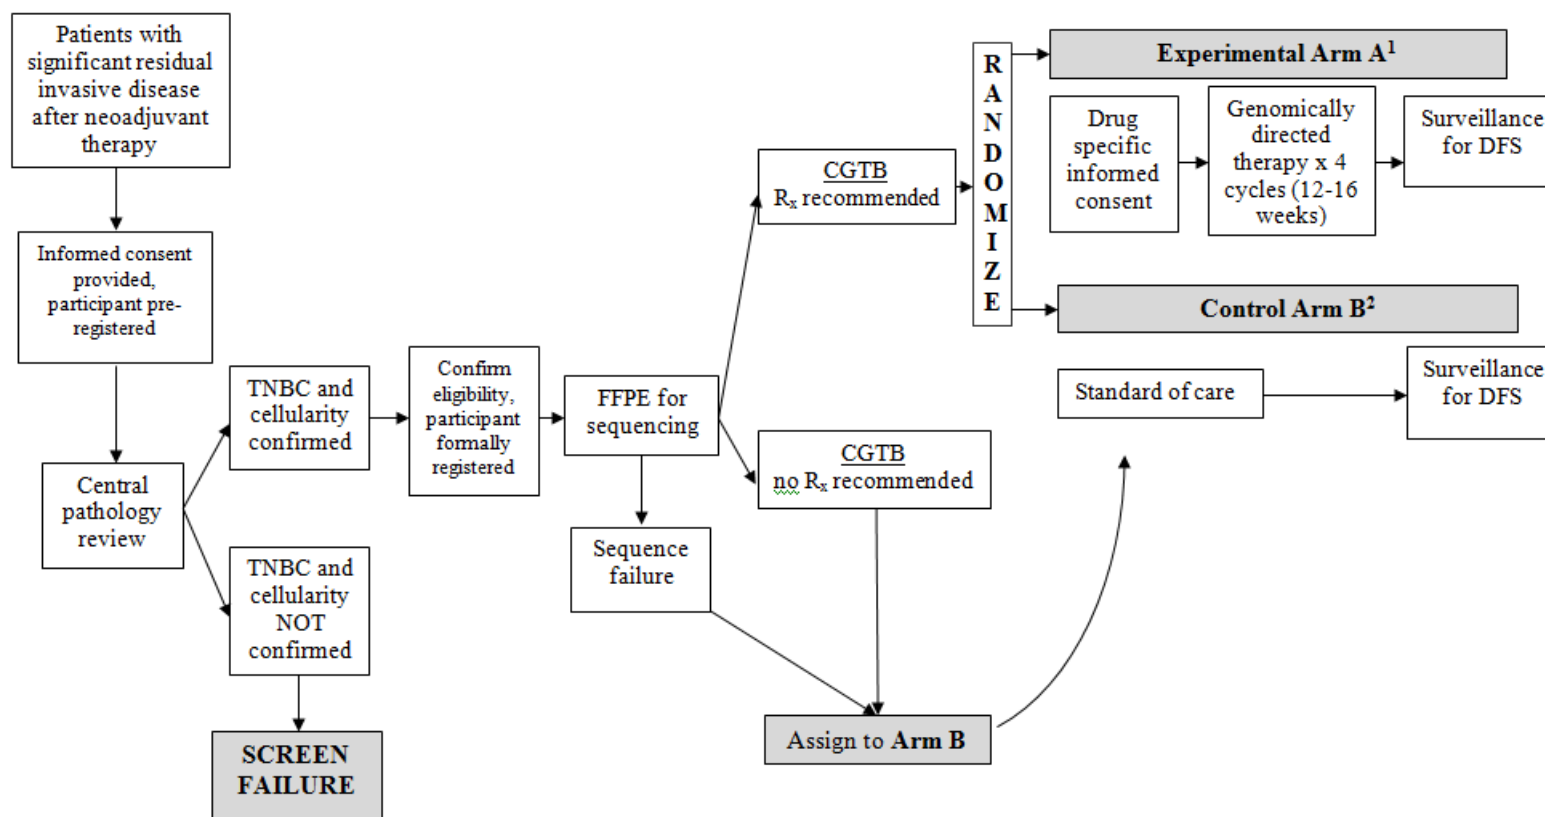 Patients with
significant residual
invasive disease
after neoadjuvant
therapy
Informed consent
provided,
participant pre-
registered
Central
pathology
review
TNBC and
cellularity
confirmed
TNBC and
cellularity
NOT
confirmed
SCREEN
FAILURE
Confirm
eligibility,
participant
formally
registered
FFPE for
sequencing
Sequence
failure
CGTB
Rₓ recommended
CGTB
no Rₓ recommended
Assign to Arm B
R
A
N
D
O
M
I
Z
E
Experimental Arm A¹
Drug
specific
informed
consent
Genomically
directed
therapy x 4
cycles (12-16
weeks)
Surveillance
for DFS
Control Arm B²
Standard of care
Surveillance
for DFS